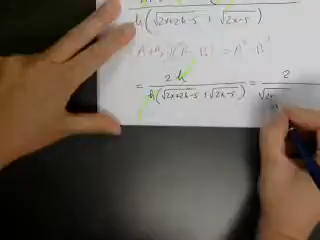 h(√2x+2h-5 + √2x-5)
(A+B)(A-B) = A² - B²
= 2h / h(√2x+2h-5 + √2x-5) = 2 / √2x